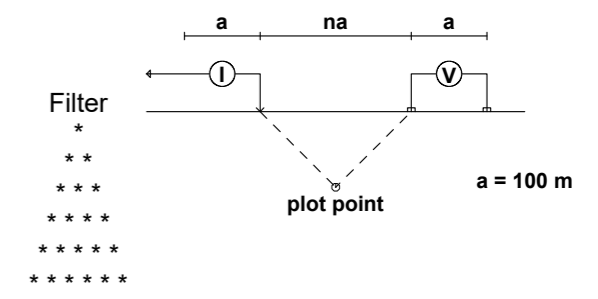 a na a
I V
Filter
*
* *
* * *
* * * *
* * * * *
* * * * * *
a = 100 m
plot point